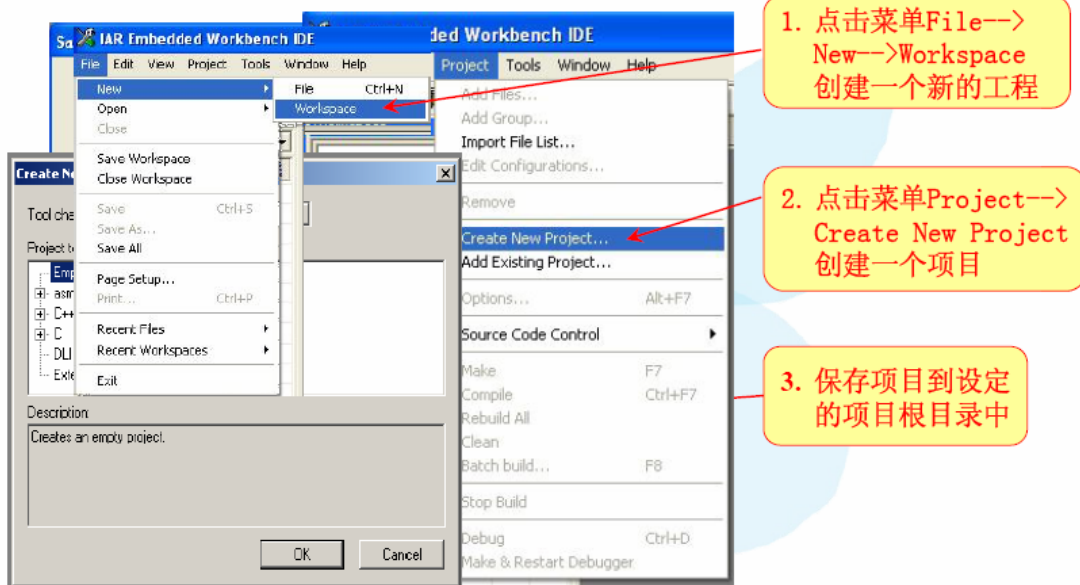 Sa
IAR Embedded Workbench IDE
File Edit View Project Tools Window Help
New
Open
Close
Save Workspace
Close Workspace
Save Ctrl+S
Save As...
Save All
Page Setup...
Print... Ctrl+P
Recent Files
Recent Workspaces
Exit
File Ctrl+N
Workspace
ded Workbench IDE
Project Tools Window Help
Add Files...
Add Group...
Import File List...
Edit Configurations...
Remove
Create New Project...
Add Existing Project...
Options... Alt+F7
Source Code Control
Make F7
Compile Ctrl+F7
Rebuild All
Clean
Batch build... F8
Stop Build
Debug Ctrl+D
Make & Restart Debugger
Create Ne
Tool cha
Project t
Emp
asm
C++
C
DLI
Exte
Description:
Creates an empty project.
OK Cancel
1. 点击菜单File-->
New-->Workspace
创建一个新的工程
2. 点击菜单Project-->
Create New Project
创建一个项目
3. 保存项目到设定
的项目根目录中